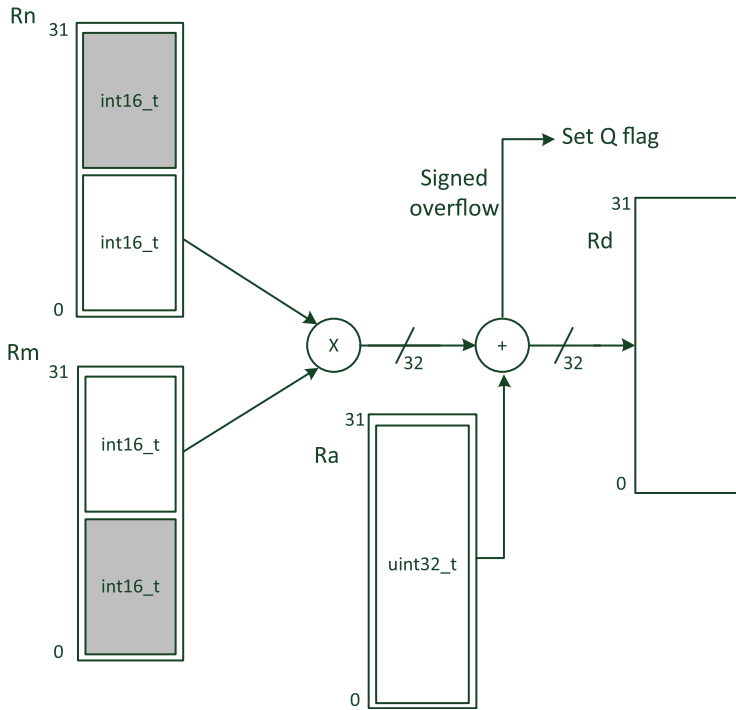 Rn
31
int16_t
int16_t
0
Rm
31
int16_t
int16_t
0
X
32
Signed
overflow
Set Q flag
+
32
Ra
31
uint32_t
0
31
Rd
0